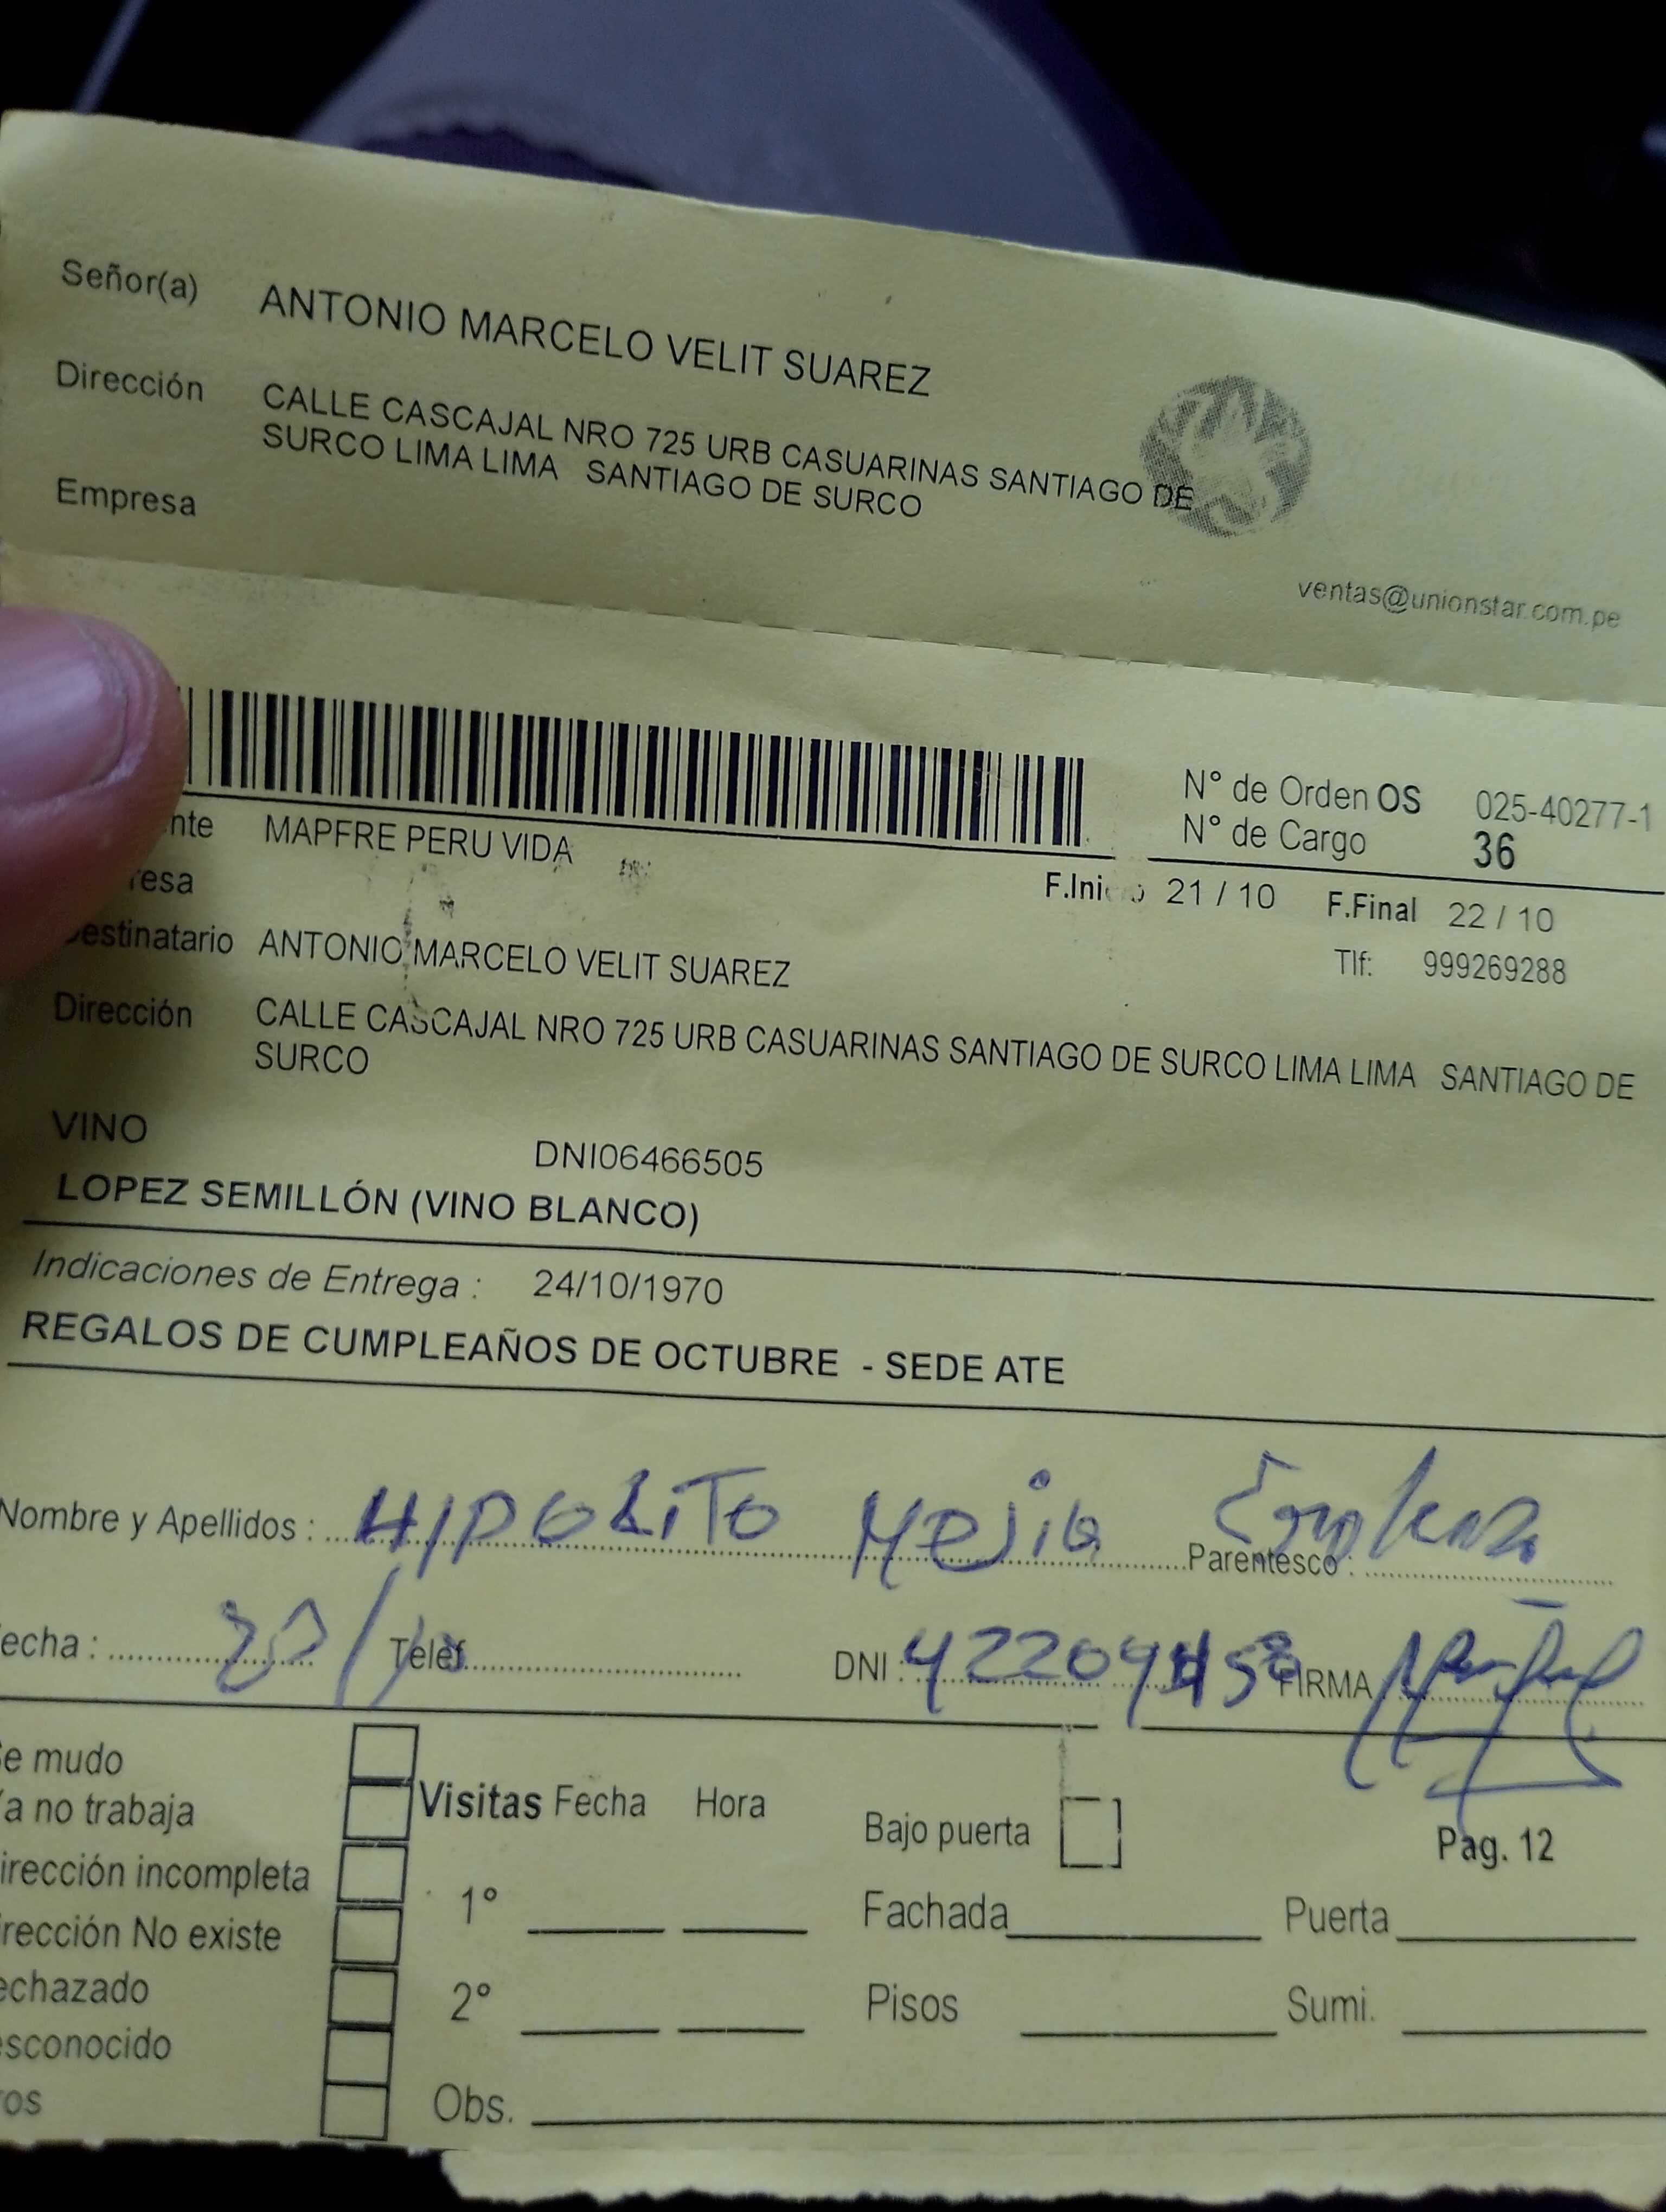 Señor(a) ANTONIO MARCELO VELIT SUAREZ
Dirección CALLE CASCAJAL NRO 725 URB CASUARINAS SANTIAGO DE
SURCO LIMA LIMA SANTIAGO DE SURCO
Empresa
ventas@unionstar.com.pe
N° de Orden OS 025-40277-1
N° de Cargo 36
nte MAPFRE PERU VIDA
resa
F.Ini o 21 / 10 F.Final 22 / 10
estinatario ANTONIO MARCELO VELIT SUAREZ Tlf: 999269288
Dirección CALLE CASCAJAL NRO 725 URB CASUARINAS SANTIAGO DE SURCO LIMA LIMA SANTIAGO DE
SURCO
VINO DNI06466505
LOPEZ SEMILLÓN (VINO BLANCO)
Indicaciones de Entrega : 24/10/1970
REGALOS DE CUMPLEAÑOS DE OCTUBRE - SEDE ATE
Nombre y Apellidos : HIPOLITO Mejia Parentesco :
echa : Telef. DNI : FIRMA
e mudo
a no trabaja
Visitas Fecha Hora
Bajo puerta
Pag. 12
irección incompleta
1° Fachada Puerta
rección No existe
echazado
2° Pisos Sumi.
esconocido
ros
Obs.